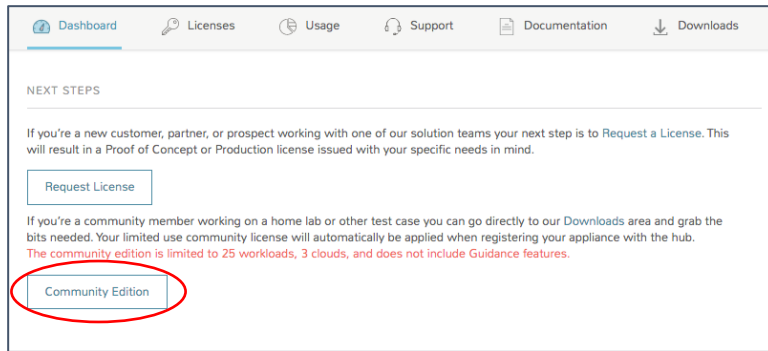 Dashboard Licenses Usage Support Documentation Downloads
NEXT STEPS
If you're a new customer, partner, or prospect working with one of our solution teams your next step is to Request a License. This
will result in a Proof of Concept or Production license issued with your specific needs in mind.
Request License
If you're a community member working on a home lab or other test case you can go directly to our Downloads area and grab the
bits needed. Your limited use community license will automatically be applied when registering your appliance with the hub.
The community edition is limited to 25 workloads, 3 clouds, and does not include Guidance features.
Community Edition